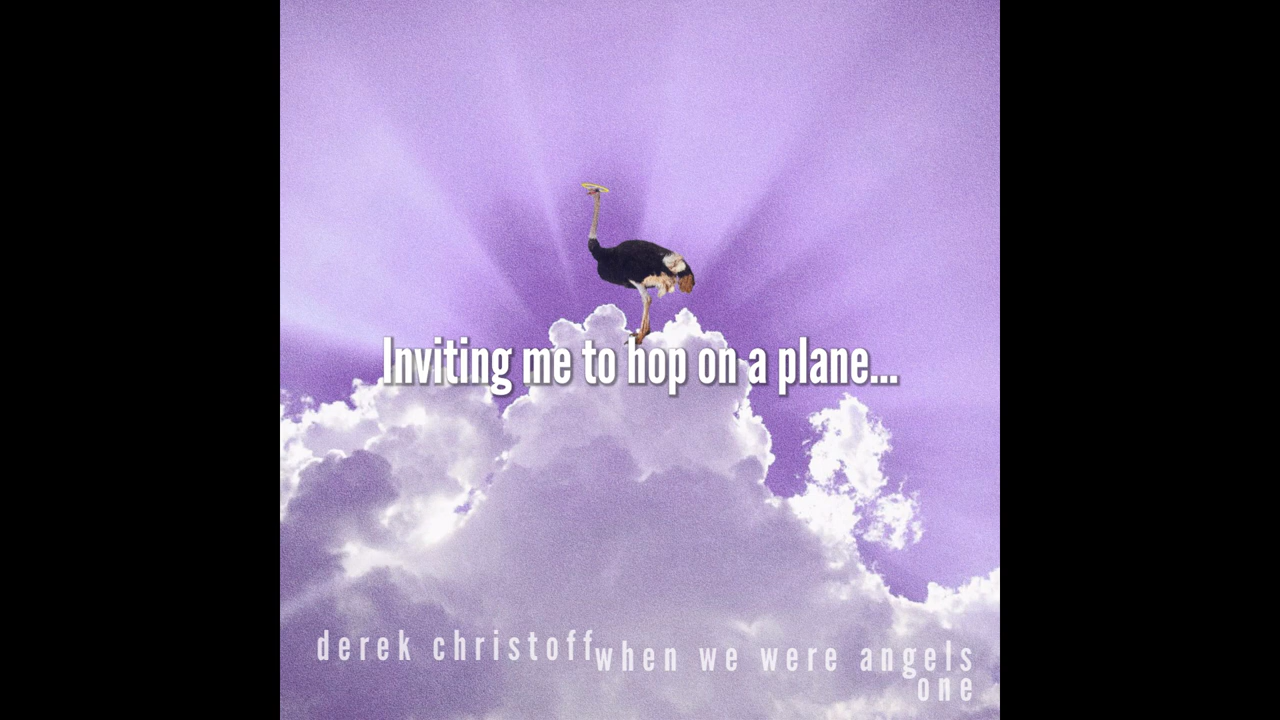 Inviting me to hop on a plane...
derek christoff
when we were angels
one